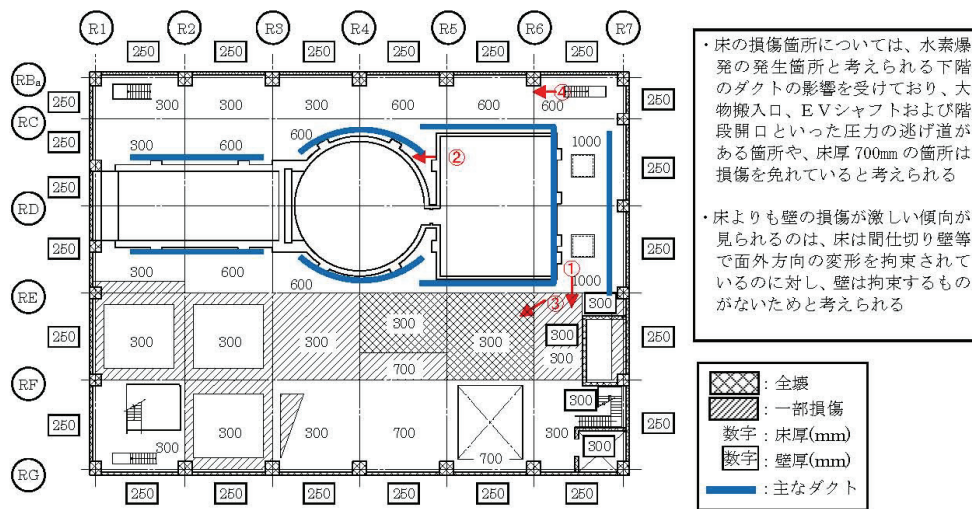 R1 R2 R3 R4 R5 R6 R7
250 250 250 250 250 250
RBa
250 ④ 250
300 300 600 600 600 600
RC
600 1000
300 600 ②
250 250
RD
250 250
300 600 ① 1000
600
RE
③ 300
300 300
250 300 300 300 300 300 250
700
RF
300
250 300 300 700 300 250
300 700 300
RG
250 250 250 250 250 250
・床の損傷箇所については、水素爆
発の発生箇所と考えられる下階
のダクトの影響を受けており、大
物搬入口、EVシャフトおよび階
段開口といった圧力の逃げ道が
ある箇所や、床厚700mmの箇所は
損傷を免れていると考えられる
・床よりも壁の損傷が激しい傾向が
見られるのは、床は間仕切り壁等
で面外方向の変形を拘束されて
いるのに対し、壁は拘束するもの
がないためと考えられる
：全壊
：一部損傷
数字：床厚(mm)
数字：壁厚(mm)
：主なダクト